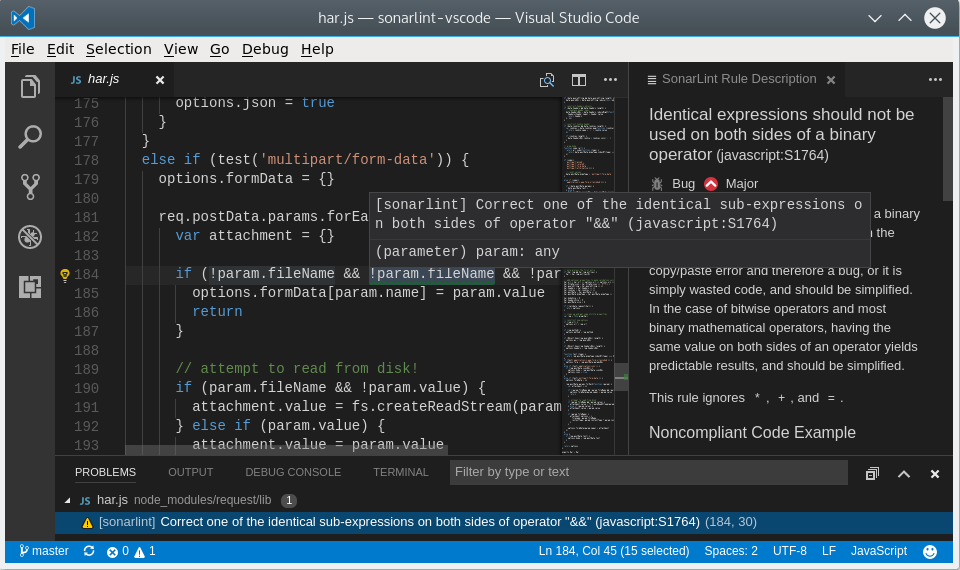 har.js — sonarlint-vscode — Visual Studio Code
File Edit Selection View Go Debug Help
JS har.js
175 options.json = true
176 }
177 }
178 else if (test('multipart/form-data')) {
179 options.formData = {}
180
181 req.postData.params.forEa
182 var attachment = {}
183
184 if (!param.fileName && !param.fileName && !par
185 options.formData[param.name] = param.value
186 return
187 }
188
189 // attempt to read from disk!
190 if (param.fileName && !param.value) {
191 attachment.value = fs.createReadStream(param
192 } else if (param.value) {
193 attachment.value = param.value
[sonarlint] Correct one of the identical sub-expressions o
n both sides of operator "&&" (javascript:S1764)
(parameter) param: any
SonarLint Rule Description
Identical expressions should not be
used on both sides of a binary
operator (javascript:S1764)
Bug Major
a binary
the
copy/paste error and therefore a bug, or it is
simply wasted code, and should be simplified.
In the case of bitwise operators and most
binary mathematical operators, having the
same value on both sides of an operator yields
predictable results, and should be simplified.
This rule ignores * , + , and = .
Noncompliant Code Example
PROBLEMS OUTPUT DEBUG CONSOLE TERMINAL Filter by type or text
JS har.js node_modules/request/lib 1
[sonarlint] Correct one of the identical sub-expressions on both sides of operator "&&" (javascript:S1764) (184, 30)
master 0 1 Ln 184, Col 45 (15 selected) Spaces: 2 UTF-8 LF JavaScript